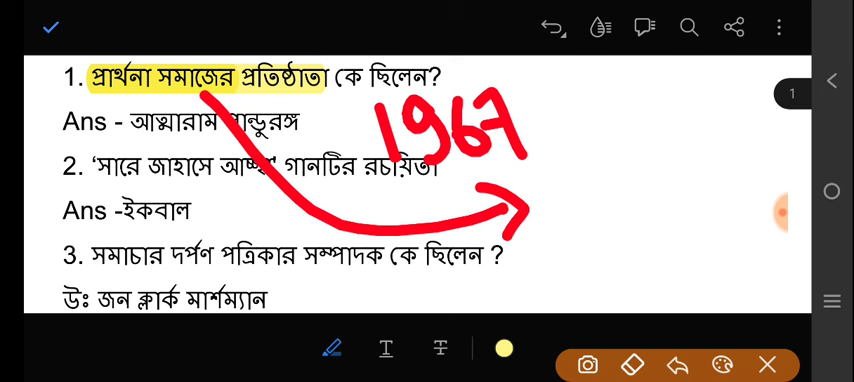 1. প্রার্থনা সমাজের প্রতিষ্ঠাতা কে ছিলেন?
1967
Ans - আত্মারাম পান্ডুরঙ্গ
2. ‘সারে জাহাসে আচ্ছা' গানটির রচয়িতা
Ans -ইকবাল
3. সমাচার দর্পণ পত্রিকার সম্পাদক কে ছিলেন ?
উঃ জন ক্লার্ক মার্শম্যান
1
T T